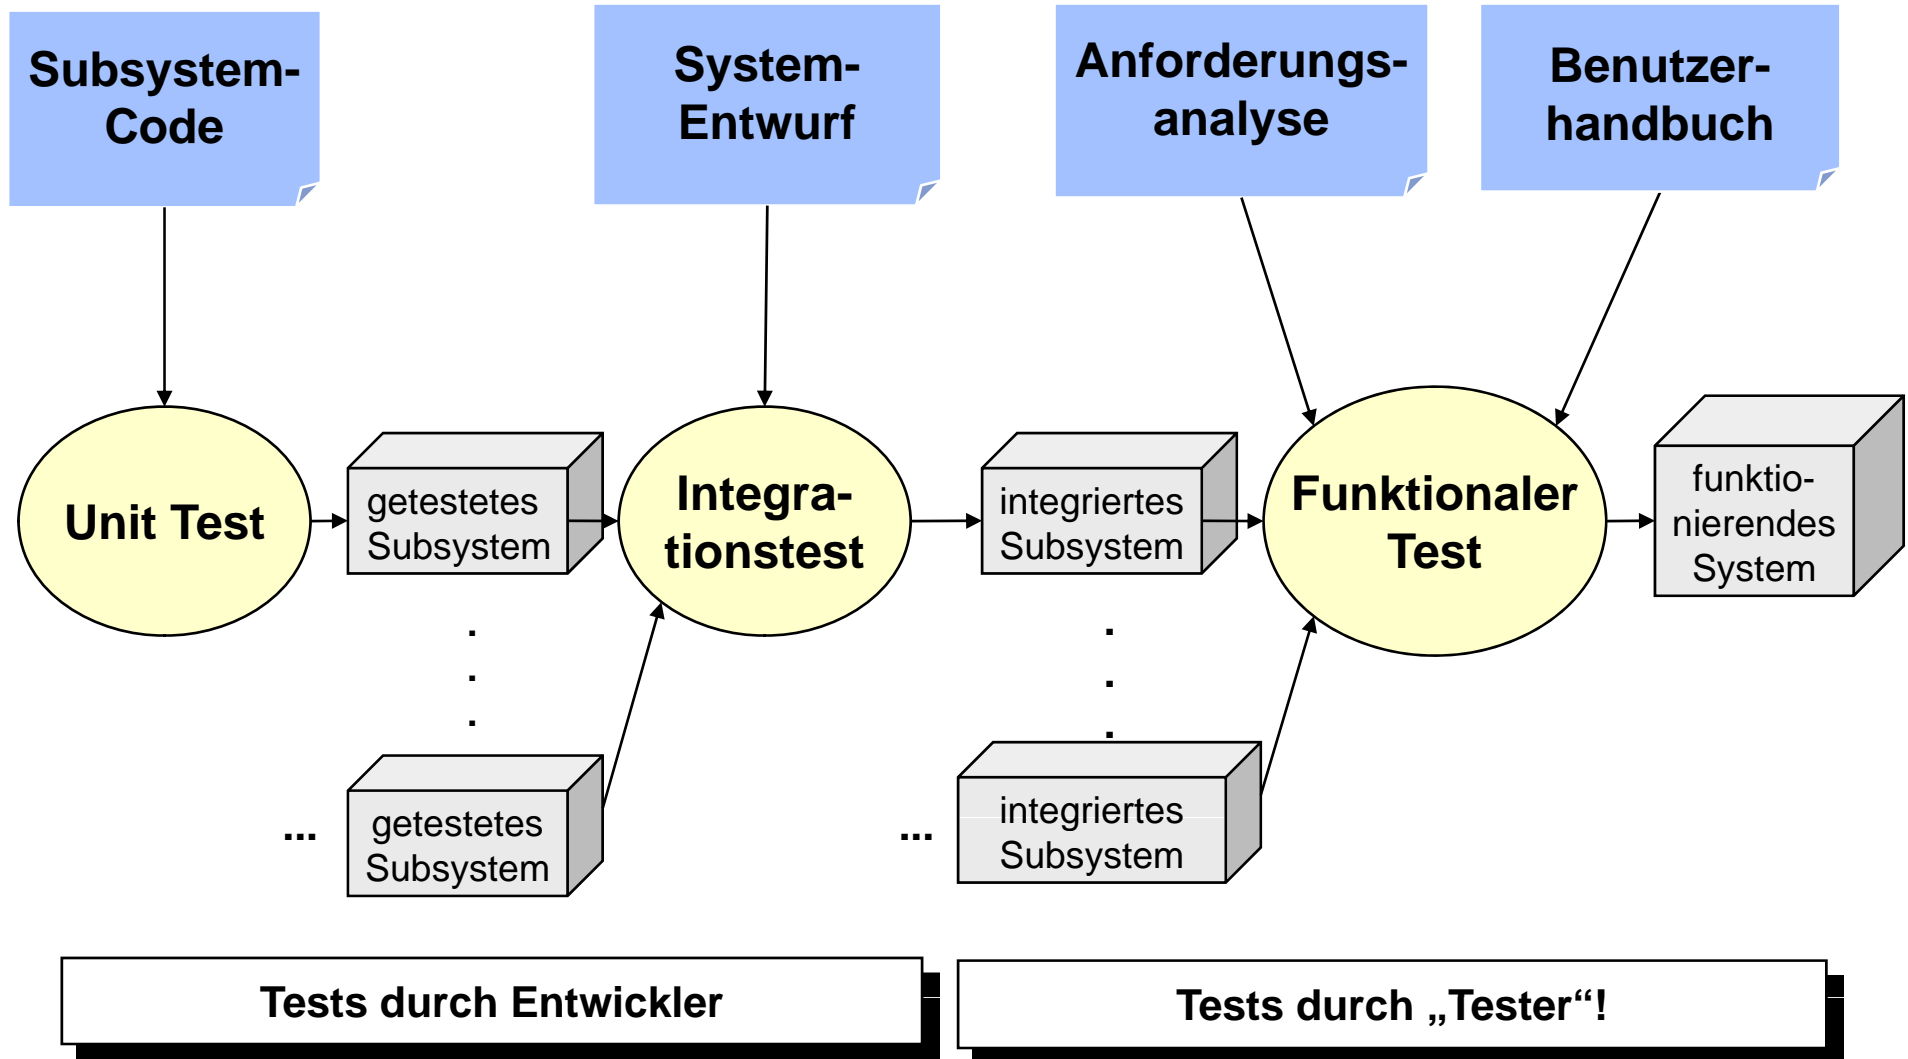 Subsystem-
Code
System-
Entwurf
Anforderungs-
analyse
Benutzer-
handbuch
Unit Test
getestetes
Subsystem
Integra-
tionstest
integriertes
Subsystem
Funktionaler
Test
funktio-
nierendes
System
.
.
.
.
.
.
...
getestetes
Subsystem
...
integriertes
Subsystem
Tests durch Entwickler
Tests durch „Tester“!